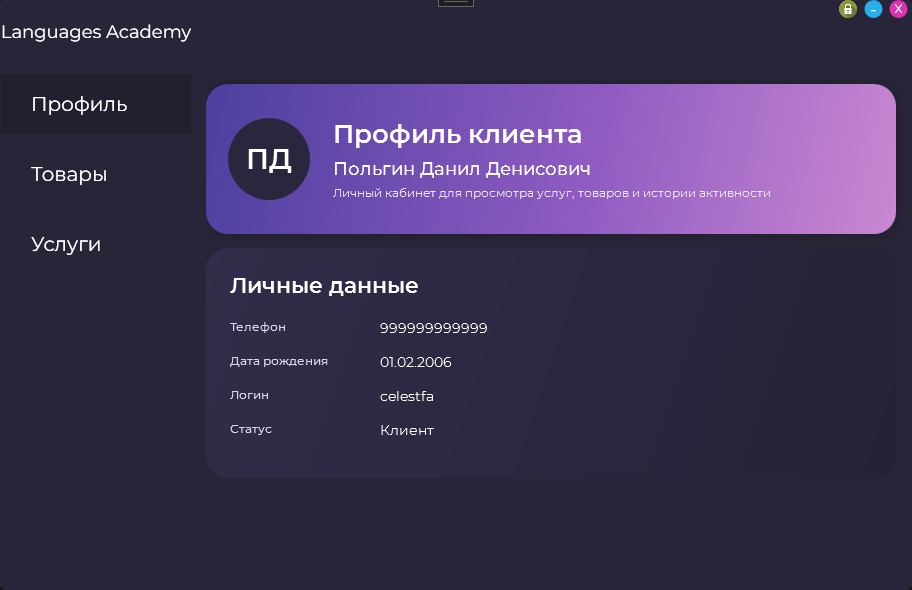 Languages Academy
- X
Профиль
Товары
Услуги
ПД
Профиль клиента
Польгин Данил Денисович
Личный кабинет для просмотра услуг, товаров и истории активности
Личные данные
Телефон 999999999999
Дата рождения 01.02.2006
Логин celestfa
Статус Клиент